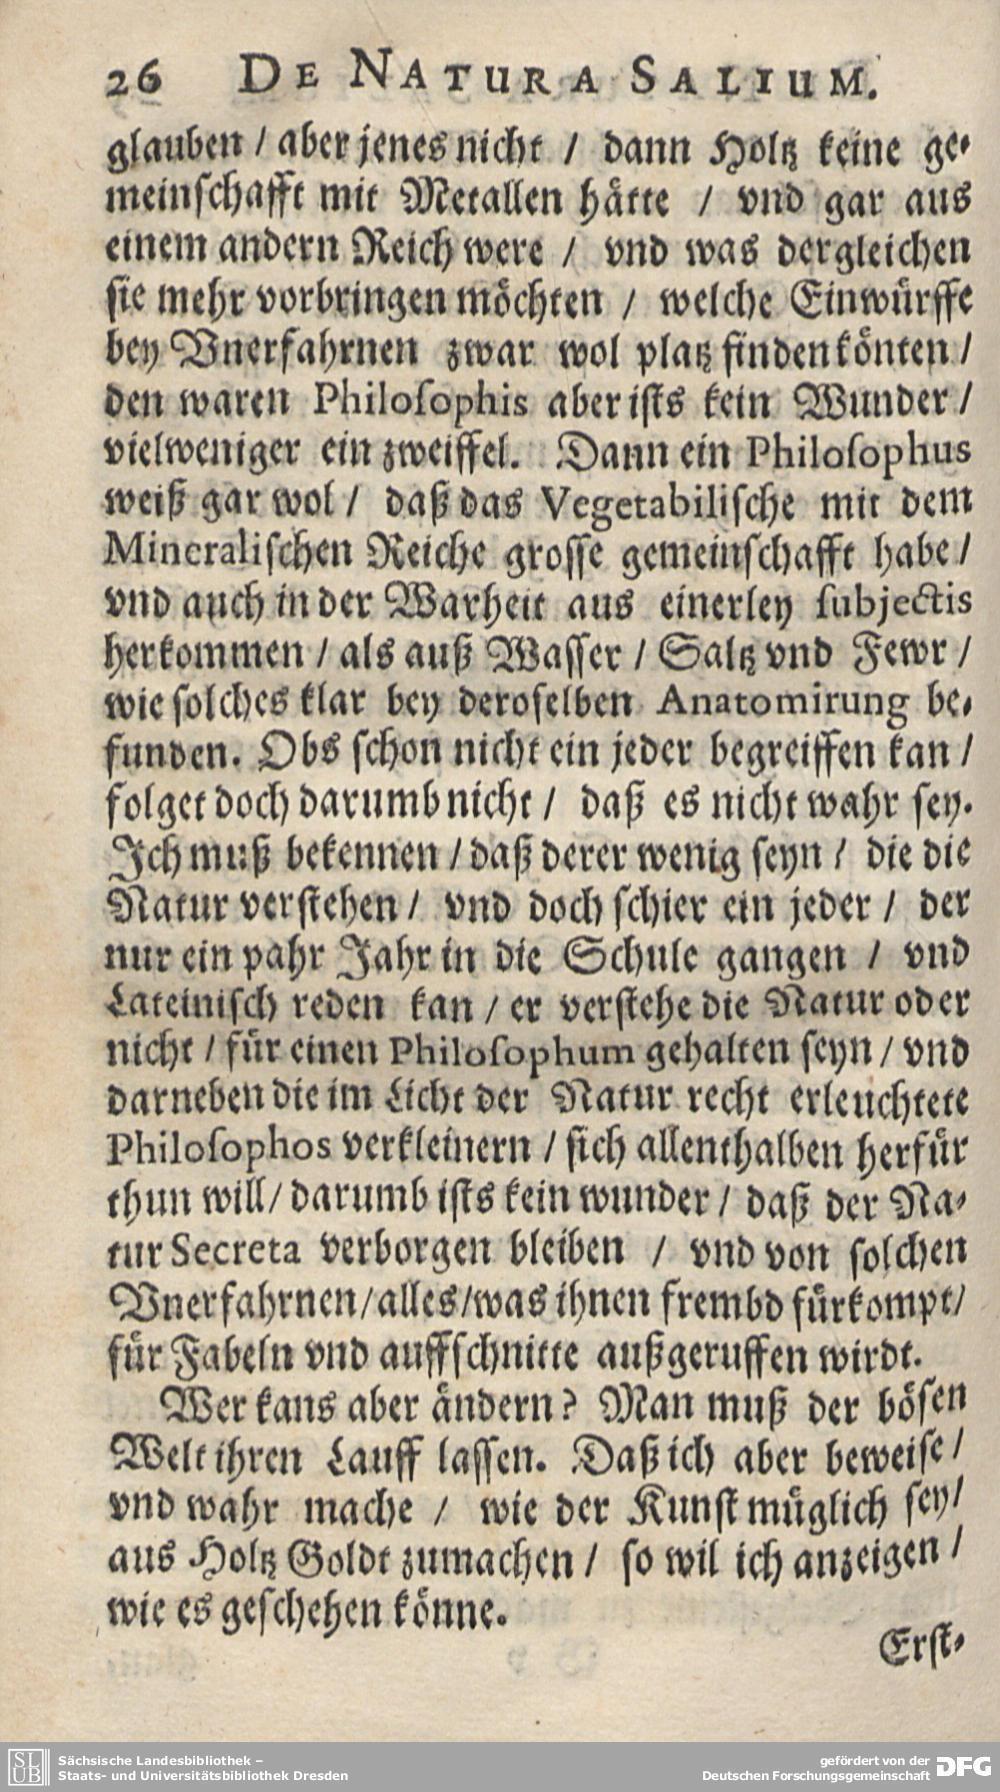 26 DE NATURA SALIUM.
glauben / aber jenes nicht / dann Holtz keine ge-
meinschafft mit Metallen hätte / vnd gar aus
einem andern Reich were / vnd was dergleichen
sie mehr vorbringen möchten / welche Einwürffe
bey Vnerfahrnen zwar wol platz finden könten /
den waren Philosophis aber ists kein Wunder /
vielweniger ein zweiffel. Dann ein Philosophus
weiß gar wol / daß das Vegetabilische mit dem
Mineralischen Reiche grosse gemeinschafft habe /
vnd auch in der Warheit aus einerley subjectis
herkommen / als auß Wasser / Saltz vnd Fewr /
wie solches klar bey deroselben Anatomirung be-
funden. Obs schon nicht ein jeder begreiffen kan /
folget doch darumb nicht / daß es nicht wahr sey.
Ich muß bekennen / daß derer wenig seyn / die die
Natur verstehen / vnd doch schier ein jeder / der
nur ein pahr Jahr in die Schule gangen / vnd
Lateinisch reden kan / er verstehe die Natur oder
nicht / für einen Philosophum gehalten seyn / vnd
darneben die im Licht der Natur recht erleuchtete
Philosophos verkleinern / sich allenthalben herfür
thun will / darumb ists kein wunder / daß der Na-
tur Secreta verborgen bleiben / vnd von solchen
Vnerfahrnen / alles / was ihnen frembd fürkompt /
für Fabeln vnd auffschnitte außgeruffen wirdt.
Wer kans aber ändern? Man muß der bösen
Welt ihren Lauff lassen. Daß ich aber beweise /
vnd wahr mache / wie der Kunst müglich sey /
aus Holtz Goldt zumachen / so wil ich anzeigen /
wie es geschehen könne.
Erst-
SLUB
Sächsische Landesbibliothek –
Staats- und Universitätsbibliothek Dresden
gefördert von der
Deutschen Forschungsgemeinschaft
DFG